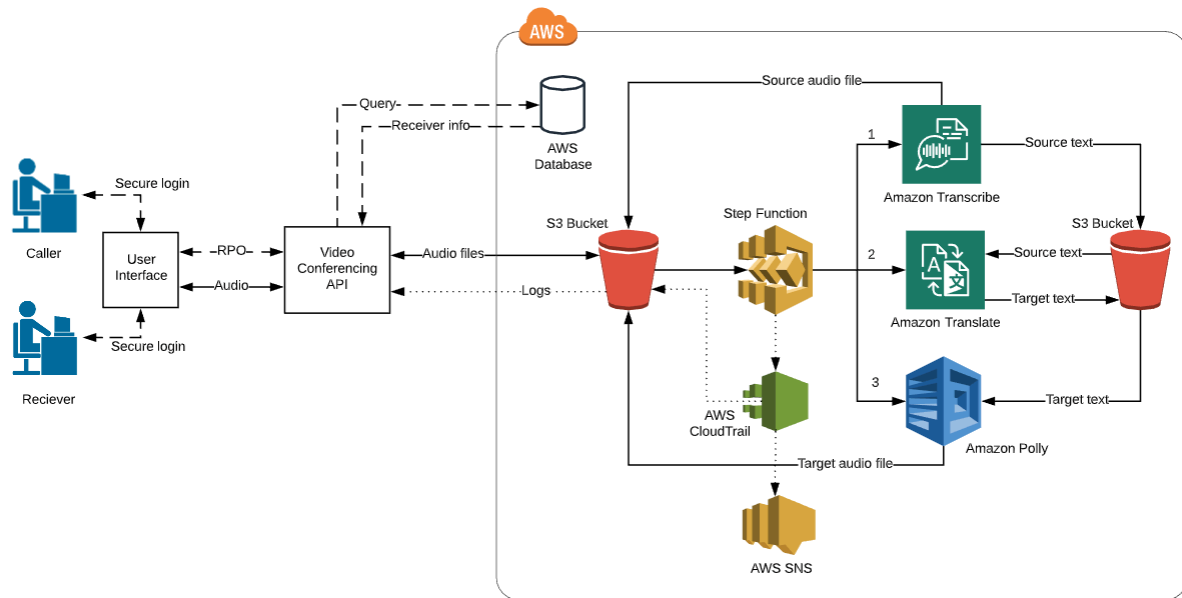 AWS
Source audio file
Query
Receiver info
AWS
Database
1
Source text
Amazon Transcribe
Secure login
Caller
S3 Bucket
Step Function
S3 Bucket
User
Interface
RPO
Audio
Video
Conferencing
API
Audio files
2
Source text
Logs
Target text
Amazon Translate
Secure login
Reciever
3
Target text
AWS
CloudTrail
Amazon Polly
Target audio file
AWS SNS
A
文